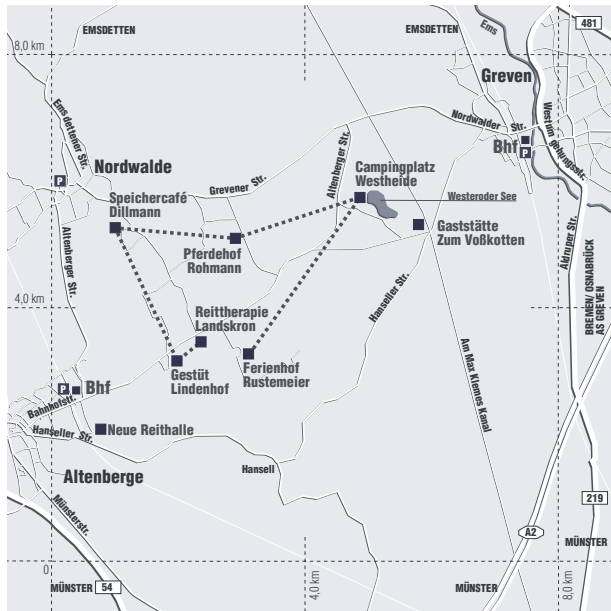 EMSDETTEN
EMSDETTEN
Ems
481
8,0 km
Greven
Emsdettener Str.
Nordwalder Str.
Westumgehungsstr.
Bhf
P
P
Nordwalde
Grevener Str.
Altenberger Str.
Campingplatz
Westheide
Westeroder See
Speichercafé
Dillmann
Pferdehof
Rohmann
Gaststätte
Zum Voßkotten
Altenberger Str.
Aldruper Str.
BREMEN/OSNABRÜCK
AS GREVEN
4,0 km
Hanseller Str.
Reittherapie
Landskron
Gestüt
Lindenhof
Ferienhof
Rustemeier
Am Max Klemes Kanal
P
Bhf
Bahnhofstr.
Hanseller Str.
Neue Reithalle
Hansell
Altenberge
Münsterstr.
219
A2
MÜNSTER
0
4,0 km
8,0 km
MÜNSTER
54
MÜNSTER